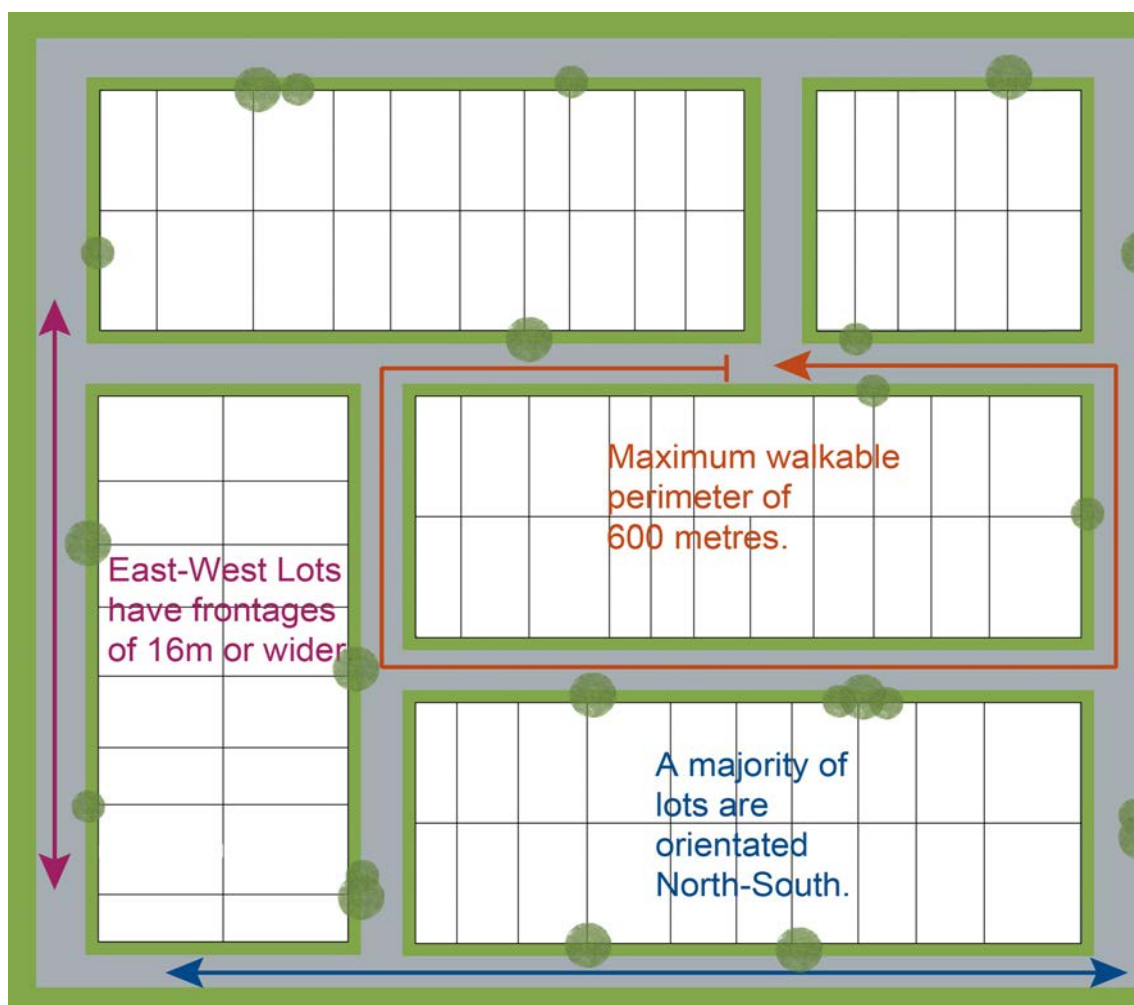 Maximum walkable
perimeter of
600 metres.
East-West Lots
have frontages
of 16m or wider
A majority of
lots are
orientated
North-South.